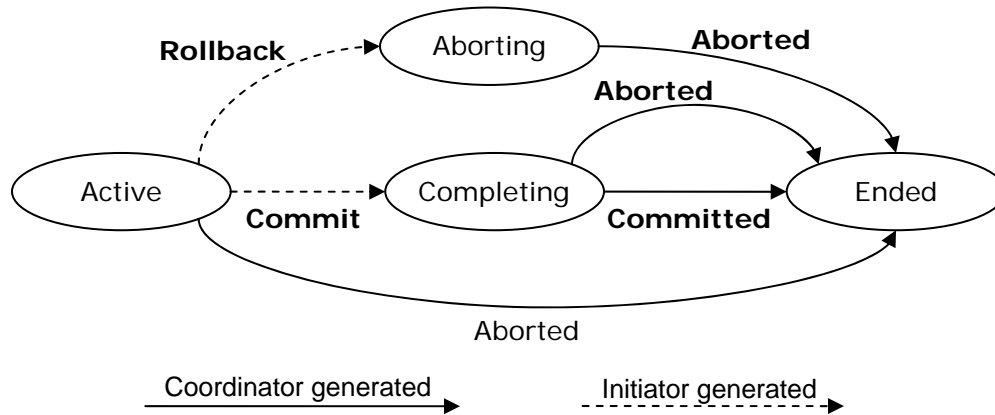 Rollback
Aborting
Aborted
Aborted
Active
Commit
Completing
Committed
Ended
Aborted
Coordinator generated
Initiator generated